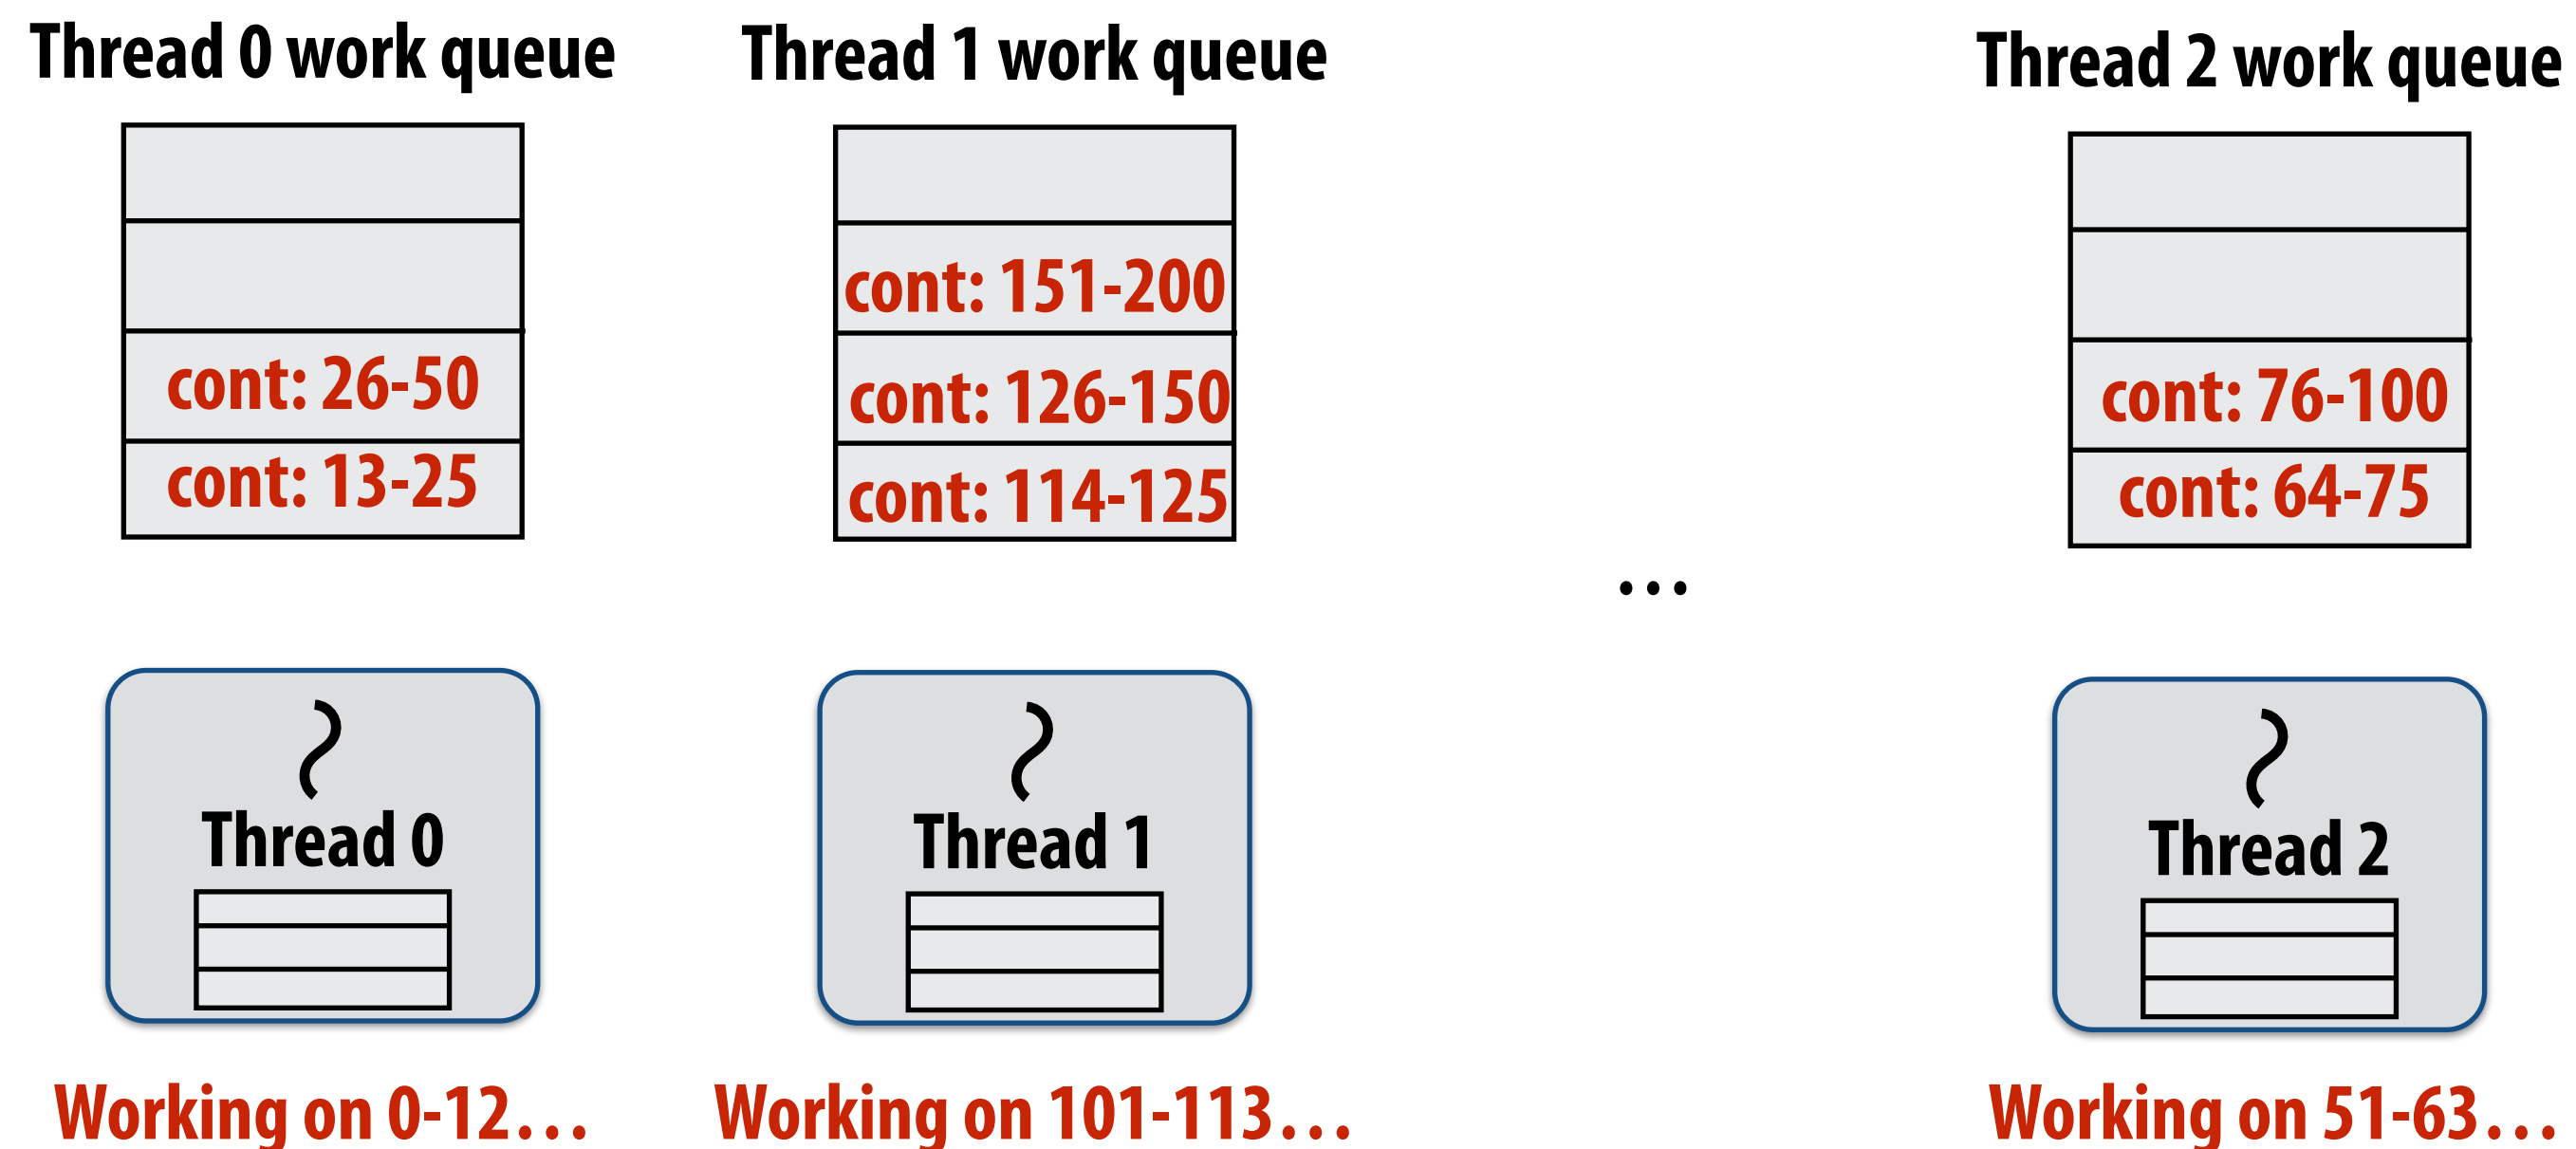 Thread 0 work queue
Thread 1 work queue
Thread 2 work queue
cont: 26-50
cont: 13-25
cont: 151-200
cont: 126-150
cont: 114-125
cont: 76-100
cont: 64-75
...
Thread 0
Thread 1
Thread 2
Working on 0-12...
Working on 101-113...
Working on 51-63...